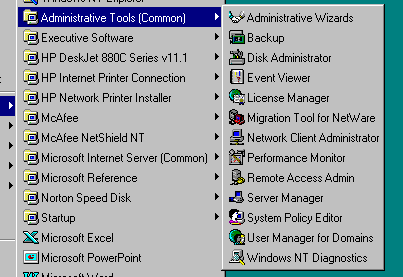 Windows NT Explorer
Administrative Tools (Common)
Executive Software
HP DeskJet 880C Series v11.1
HP Internet Printer Connection
HP Network Printer Installer
McAfee
McAfee NetShield NT
Microsoft Internet Server (Common)
Microsoft Reference
Norton Speed Disk
Startup
Microsoft Excel
Microsoft PowerPoint
Microsoft Word
Administrative Wizards
Backup
Disk Administrator
Event Viewer
License Manager
Migration Tool for NetWare
Network Client Administrator
Performance Monitor
Remote Access Admin
Server Manager
System Policy Editor
User Manager for Domains
Windows NT Diagnostics